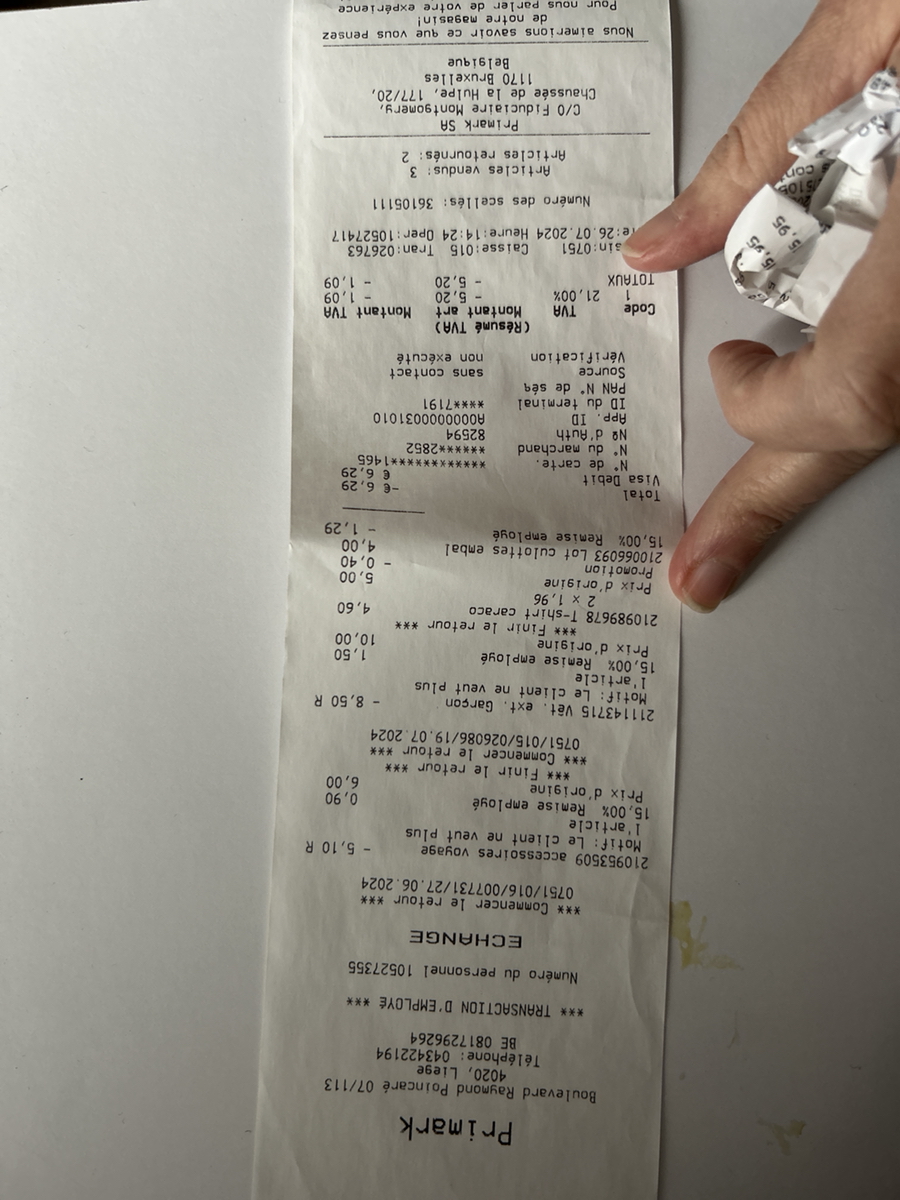 Primark
Boulevard Raymond Poincaré 07/113
4020, Liege
Téléphone: 043422194
BE 0817296264
*** TRANSACTION D'EMPLOYÉ ***
Numéro du personnel 10527355
ECHANGE
*** Commencer le retour ***
0751/016/007731/27.06.2024
210953509 accessoires voyage - 5,10 R
Motif: Le client ne veut plus
l'article
15,00% Remise employé 0,90
Prix d'origine 6,00
*** Finir le retour ***
*** Commencer le retour ***
0751/015/026086/19.07.2024
211143715 Vêt. ext. Garçon - 8,50 R
Motif: Le client ne veut plus
l'article
15,00% Remise employé 1,50
Prix d'origine 10,00
*** Finir le retour ***
210989678 T-shirt caraco 4,60
2 x 1,96
Prix d'origine 5,00
Promotion - 0,40
210066093 Lot culottes embal 4,00
15,00% Remise employé - 1,29
Total -€ 6,29
Visa Debit € 6,29
N° de carte. ************1465
N° du marchand ******2852
Nº d'Auth 82594
App. ID A0000000031010
ID du terminal ****7191
PAN N° de séq
Source sans contact
Vérification non exécuté
(Résumé TVA)
Code TVA Montant art Montant TVA
1 21,00% - 5,20 - 1,09
TOTAUX - 5,20 - 1,09
sin:0751 Caisse:015 Tran:026763
te:26.07.2024 Heure:14:24 Oper:10527417
Numéro des scellés: 36105111
Articles vendus: 3
Articles retournés: 2
Primark SA
C/O Fiduciaire Montgomery,
Chaussée de la Hulpe, 177/20,
1170 Bruxelles
Belgique
Nous aimerions savoir ce que vous pensez
de notre magasin!
Pour nous parler de votre expérience
15,95
5,95